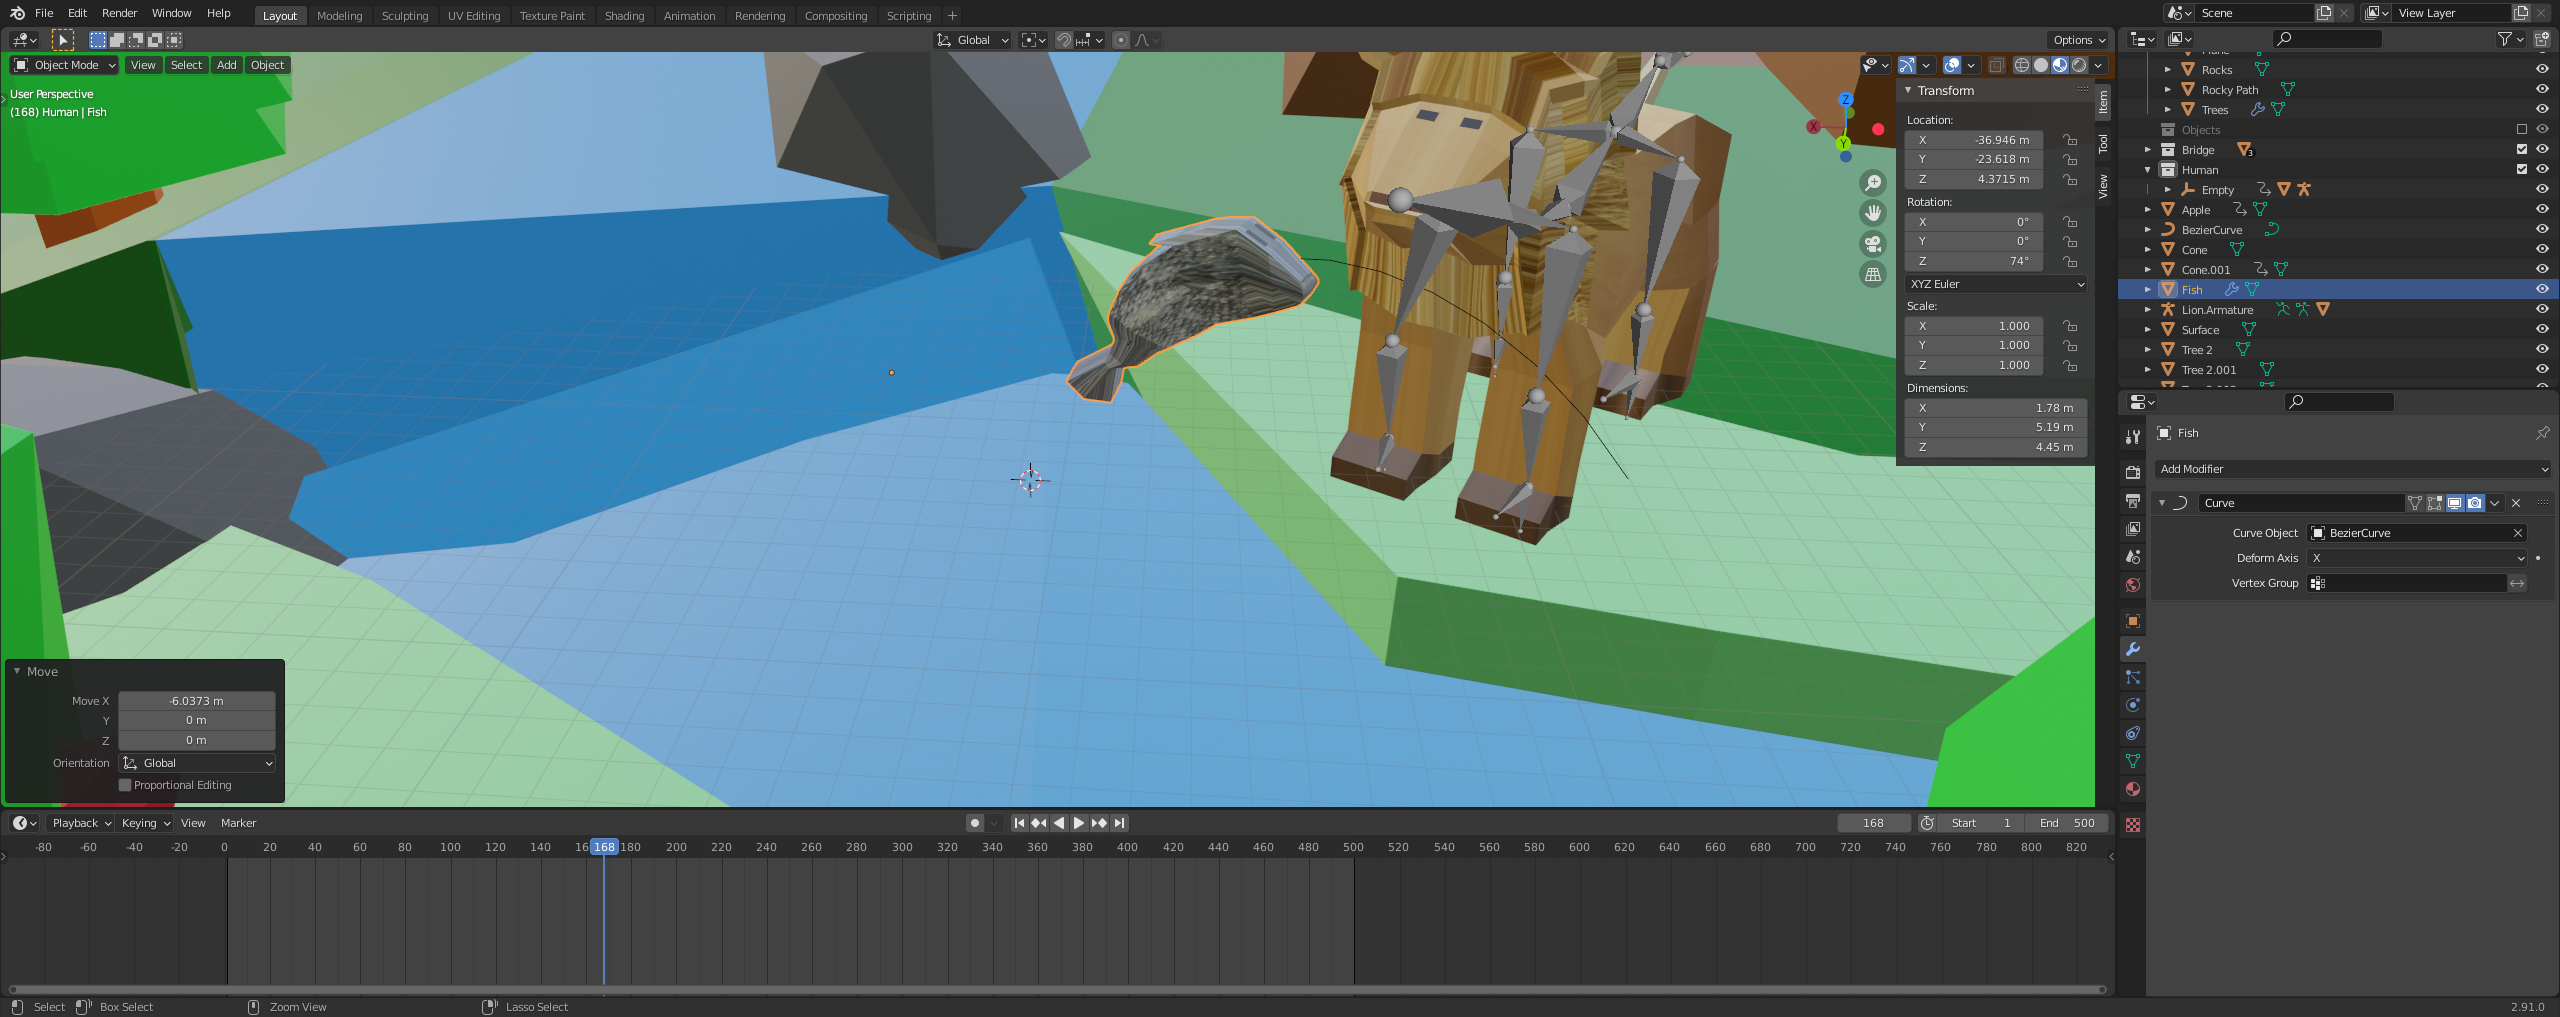 File Edit Render Window Help Layout Modeling Sculpting UV Editing Texture Paint Shading Animation Rendering Compositing Scripting + Scene View Layer
Global Options
Object Mode View Select Add Object
User Perspective
(168) Human | Fish
Z
X
Y
Transform
Location:
X -36.946 m
Y -23.618 m
Z 4.3715 m
Rotation:
X 0°
Y 0°
Z 74°
XYZ Euler
Scale:
X 1.000
Y 1.000
Z 1.000
Dimensions:
X 1.78 m
Y 5.19 m
Z 4.45 m
Item
Tool
View
Rocks
Rocky Path
Trees
Objects
Bridge 3
Human
Empty
Apple
BezierCurve
Cone
Cone.001
Fish
Lion.Armature
Surface
Tree 2
Tree 2.001
Fish
Add Modifier
Curve
Curve Object BezierCurve
Deform Axis X
Vertex Group
Move
Move X -6.0373 m
Y 0 m
Z 0 m
Orientation Global
Proportional Editing
Playback Keying View Marker 168 Start 1 End 500
-80 -60 -40 -20 0 20 40 60 80 100 120 140 16 168 180 200 220 240 260 280 300 320 340 360 380 400 420 440 460 480 500 520 540 560 580 600 620 640 660 680 700 720 740 760 780 800 820
Select Box Select Zoom View Lasso Select 2.91.0